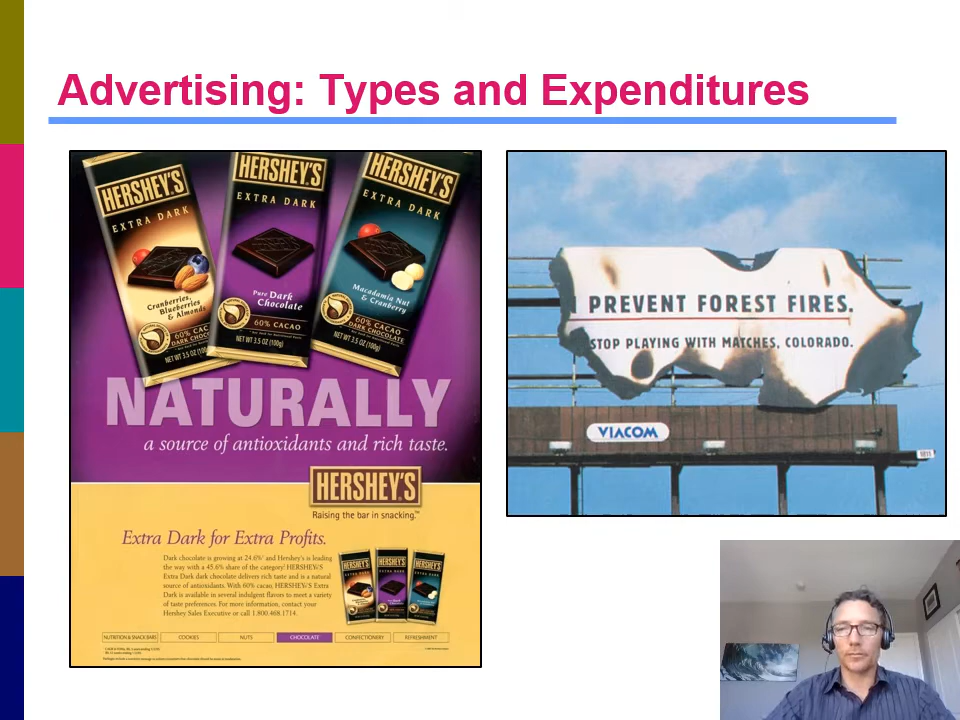 Advertising: Types and Expenditures
HERSHEY'S
EXTRA DARK
Cranberries,
Blueberries
& Almonds
60% CACAO
DARK CHOCOLATE
NET WT 3.5 OZ (100g)
HERSHEY'S
EXTRA DARK
Pure Dark
Chocolate
60% CACAO
NET WT 3.5 OZ (100g)
HERSHEY'S
EXTRA DARK
Macadamia Nut
& Cranberry
60% CACAO
DARK CHOCOLATE
NET WT 3.5 OZ (100g)
NATURALLY
a source of antioxidants and rich taste.
HERSHEY'S
Raising the bar in snacking.™
Extra Dark for Extra Profits.
Dark chocolate is growing at 24.6%¹ and Hershey's is leading
the way with a 45.6% share of the category! HERSHEY'S
Extra Dark dark chocolate delivers rich taste and is a natural
source of antioxidants. With 60% cacao, HERSHEY'S Extra
Dark is available in several indulgent flavors to meet a variety
of taste preferences. For more information, contact your
Hershey Sales Executive or call 1.800.468.1714.
NUTRITION & SNACK BARS
COOKIES
NUTS
CHOCOLATE
CONFECTIONERY
REFRESHMENT
PREVENT FOREST FIRES.
STOP PLAYING WITH MATCHES, COLORADO.
VIACOM